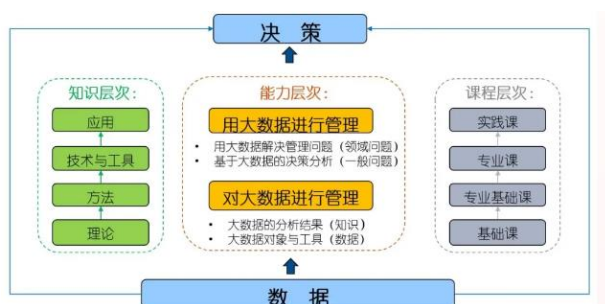 决 策
知识层次：
应用
技术与工具
方法
理论
能力层次：
用大数据进行管理
• 用大数据解决管理问题（领域问题）
• 基于大数据的决策分析（一般问题）
对大数据进行管理
• 大数据的分析结果（知识）
• 大数据对象与工具（数据）
课程层次：
实践课
专业课
专业基础课
基础课
数 据